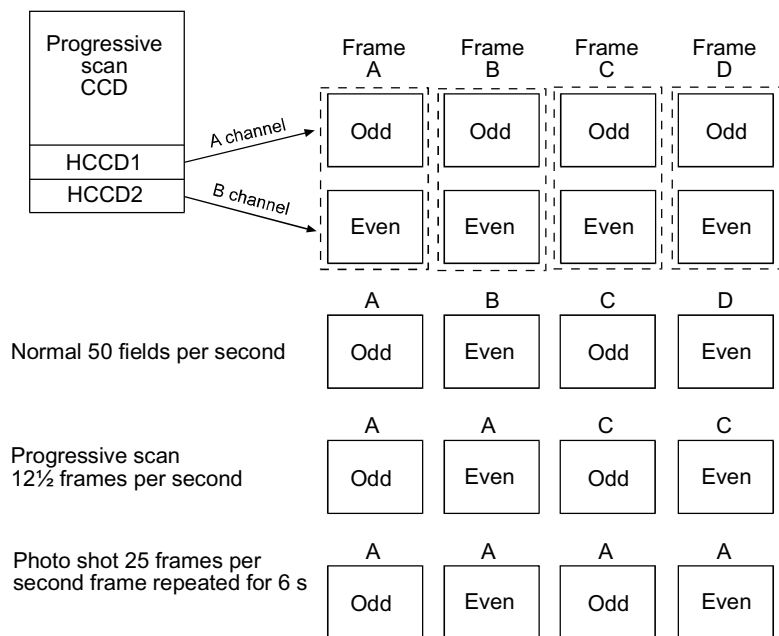 Progressive
scan
CCD
HCCD1
HCCD2
A channel
B channel
Frame
A
Frame
B
Frame
C
Frame
D
Odd
Odd
Odd
Odd
Even
Even
Even
Even
Normal 50 fields per second
A
B
C
D
Odd
Even
Odd
Even
Progressive scan
12½ frames per second
A
A
C
C
Odd
Even
Odd
Even
Photo shot 25 frames per
second frame repeated for 6 s
A
A
A
A
Odd
Even
Odd
Even